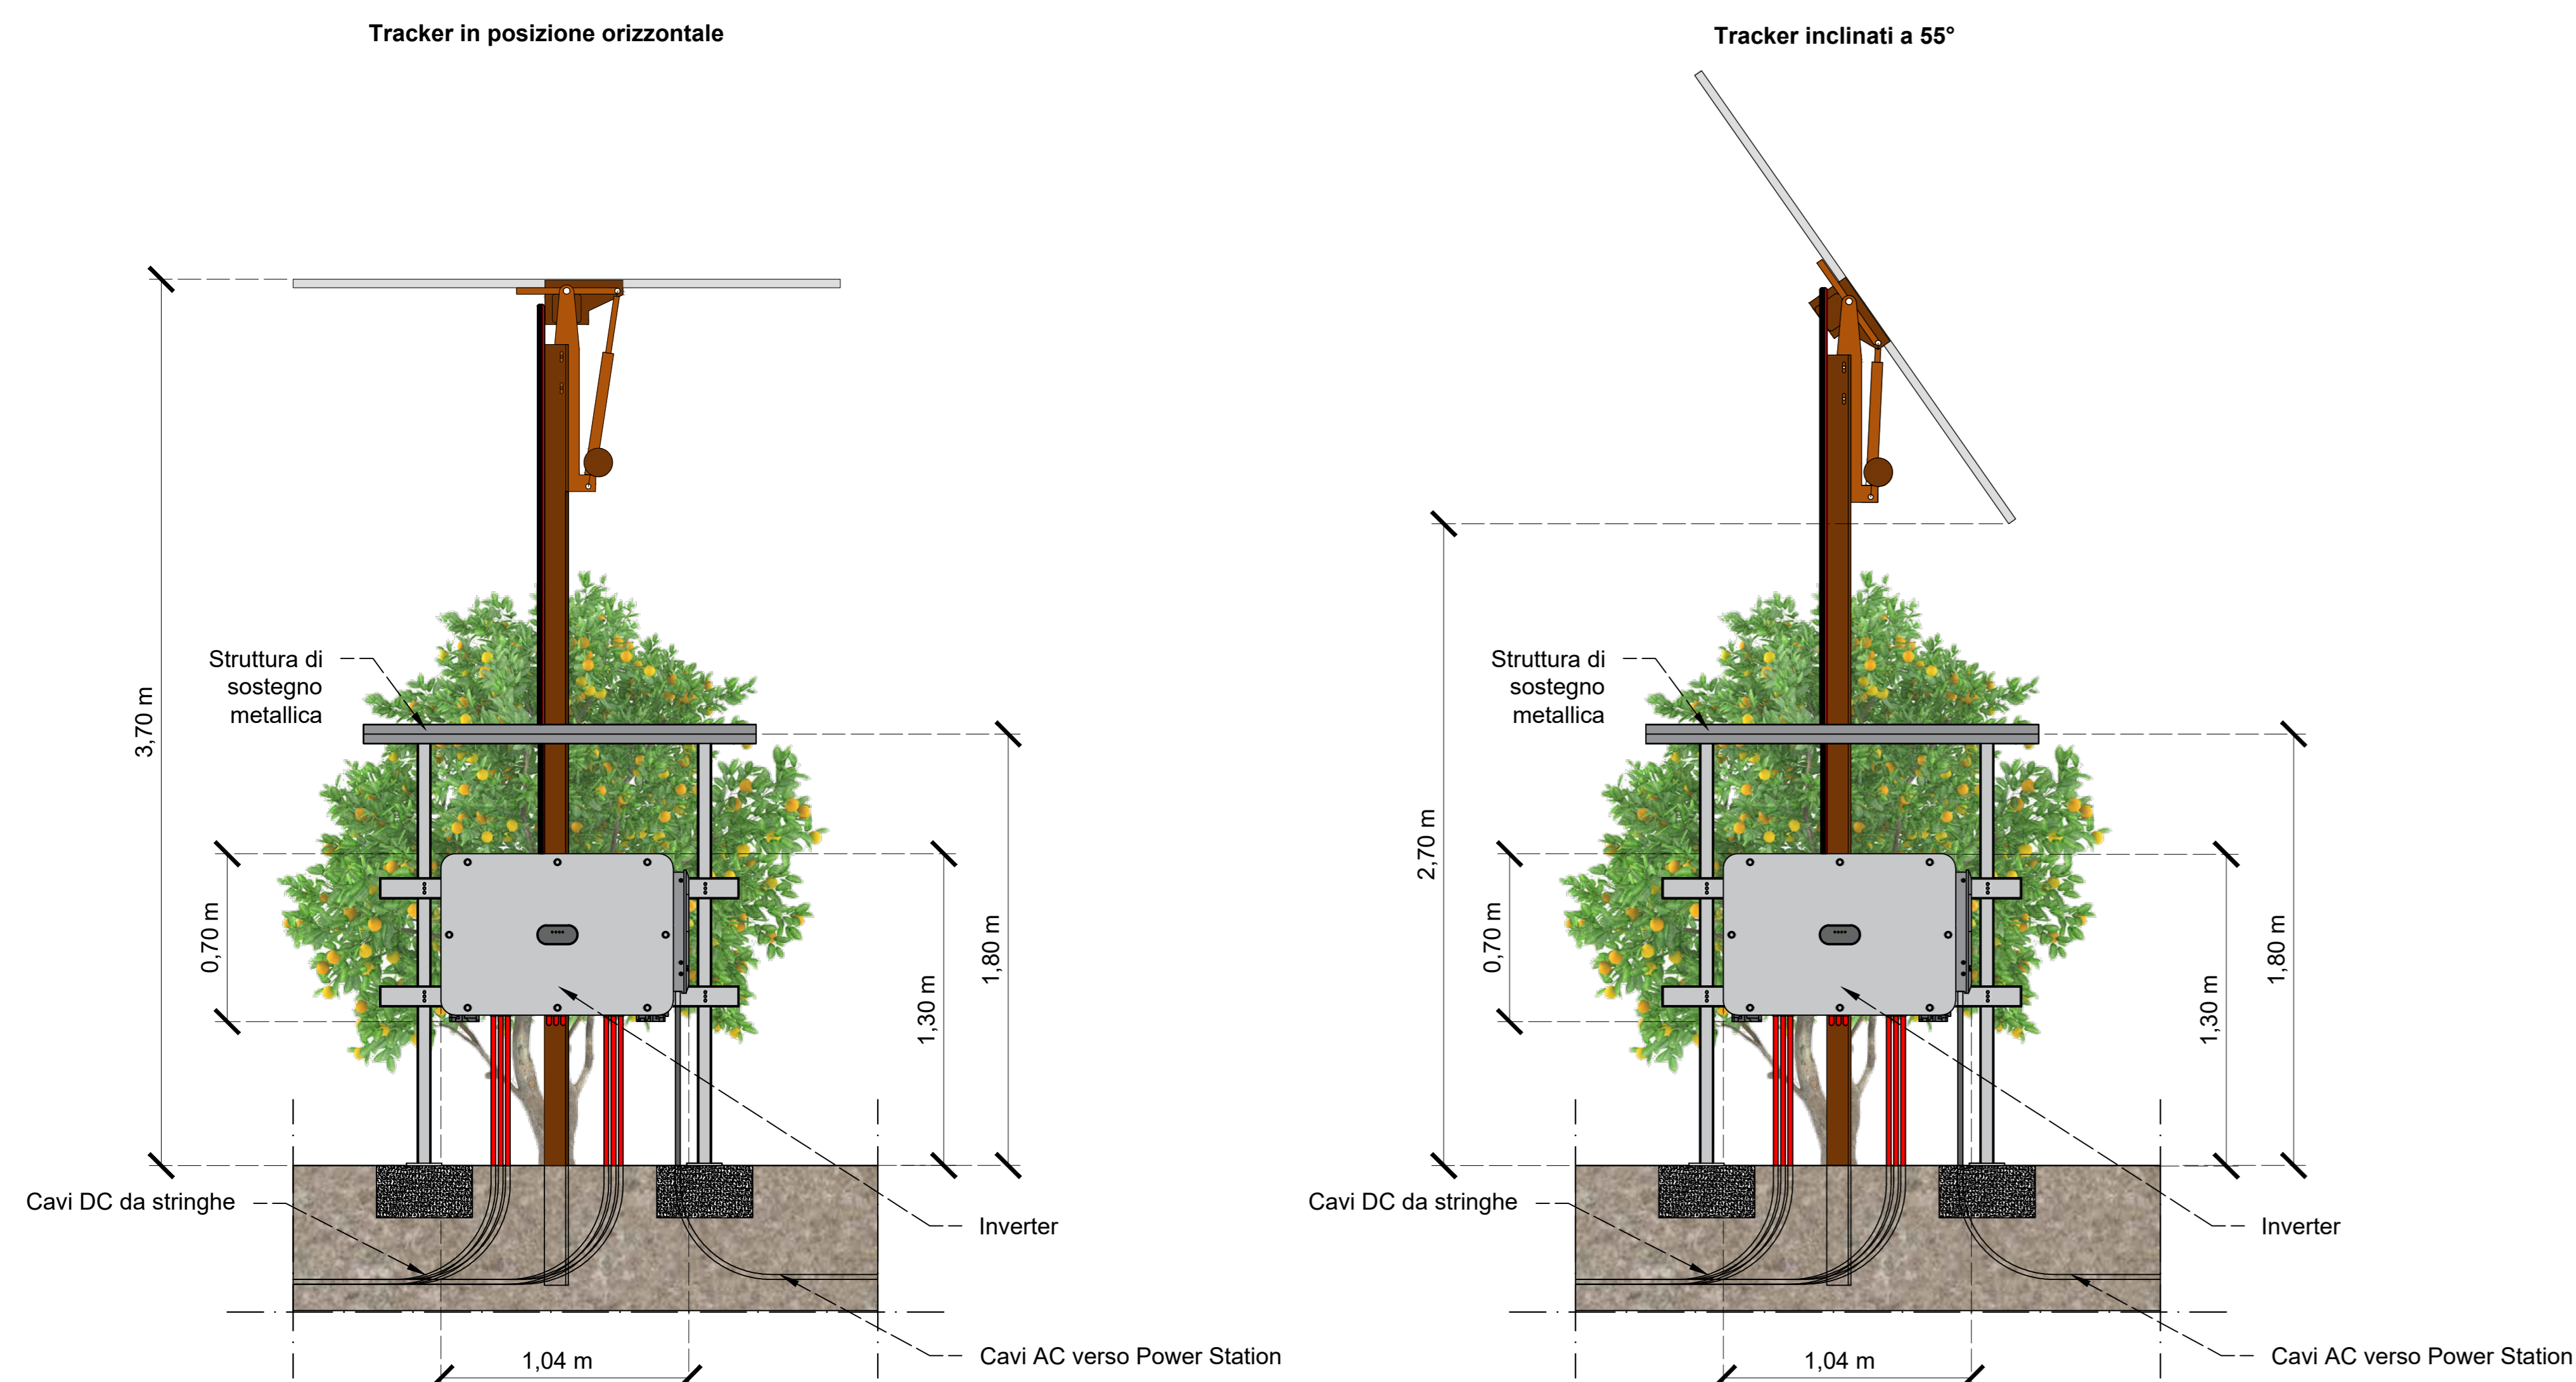 Tracker in posizione orizzontale
3,70 m
Struttura di
sostegno
metallica
0,70 m
1,30 m
1,80 m
Cavi DC da stringhe
Inverter
Cavi AC verso Power Station
1,04 m
Tracker inclinati a 55°
2,70 m
Struttura di
sostegno
metallica
0,70 m
1,30 m
1,80 m
Cavi DC da stringhe
Inverter
Cavi AC verso Power Station
1,04 m